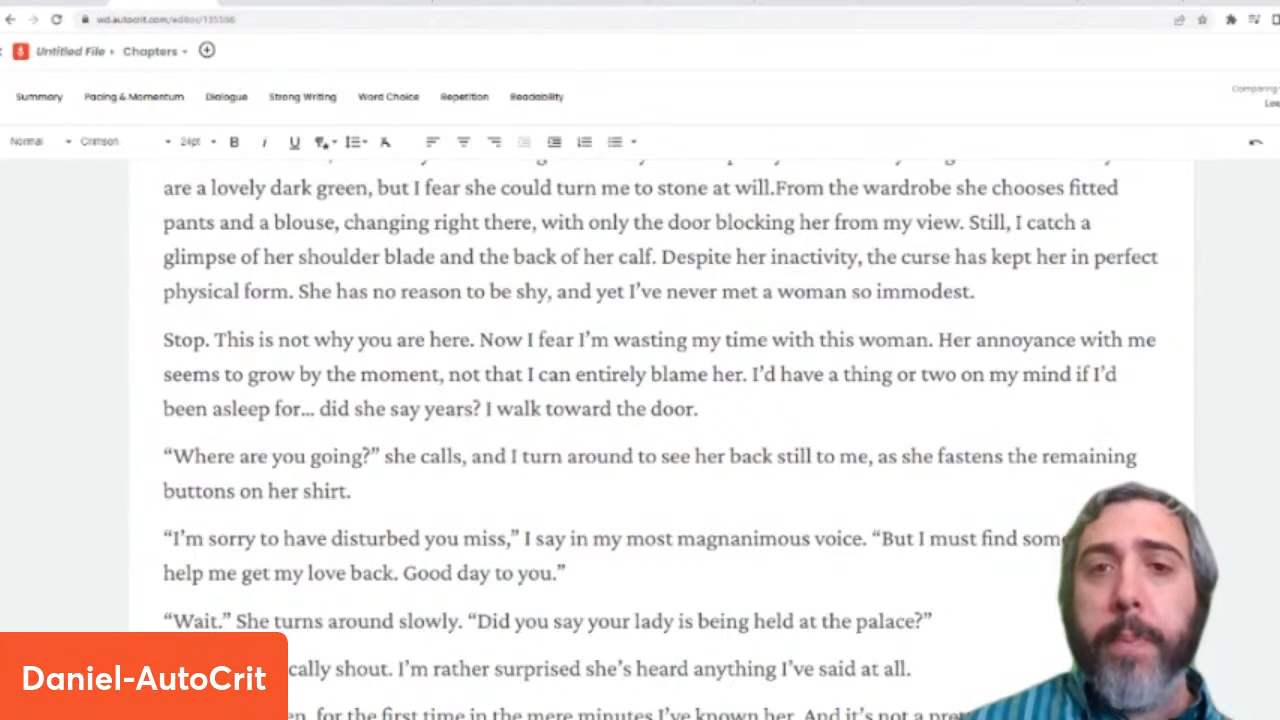 wd.autocrit.com/editor/135596
Untitled File
Chapters
Summary
Pacing & Momentum
Dialogue
Strong Writing
Word Choice
Repetition
Readability
Comparing
Normal
Crimson
24pt
B
i
U
are a lovely dark green, but I fear she could turn me to stone at will.From the wardrobe she chooses fitted
pants and a blouse, changing right there, with only the door blocking her from my view. Still, I catch a
glimpse of her shoulder blade and the back of her calf. Despite her inactivity, the curse has kept her in perfect
physical form. She has no reason to be shy, and yet I’ve never met a woman so immodest.
Stop. This is not why you are here. Now I fear I’m wasting my time with this woman. Her annoyance with me
seems to grow by the moment, not that I can entirely blame her. I’d have a thing or two on my mind if I’d
been asleep for… did she say years? I walk toward the door.
“Where are you going?” she calls, and I turn around to see her back still to me, as she fastens the remaining
buttons on her shirt.
“I’m sorry to have disturbed you miss,” I say in my most magnanimous voice. “But I must find
help me get my love back. Good day to you.”
“Wait.” She turns around slowly. “Did you say your lady is being held at the palace?”
shout. I’m rather surprised she’s heard anything I’ve said at all.
for the first time in the mere minutes I’ve known her. And it’s not a
Daniel-AutoCrit